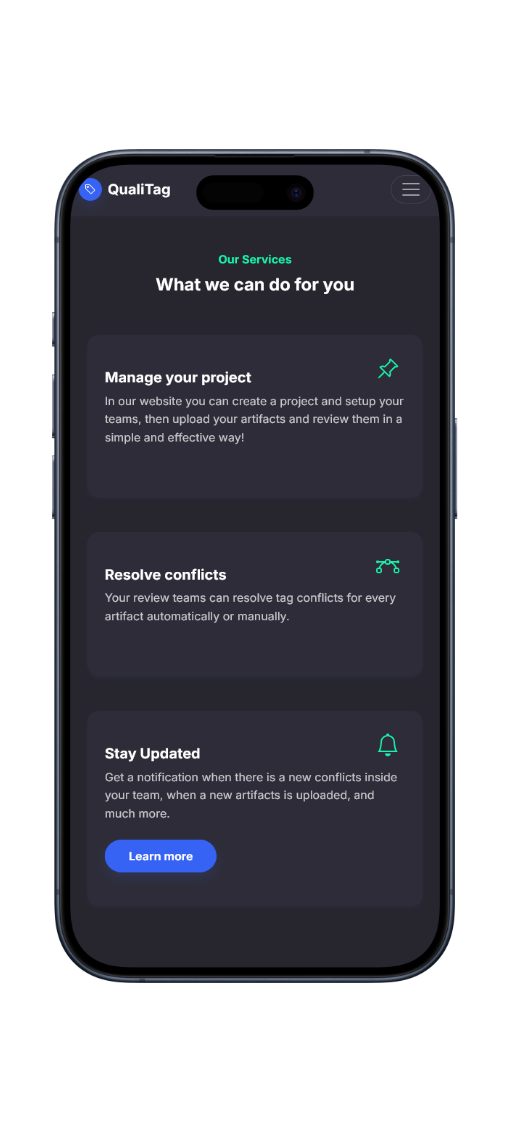 QualiTag
Our Services
What we can do for you
Manage your project
In our website you can create a project and setup your
teams, then upload your artifacts and review them in a
simple and effective way!
Resolve conflicts
Your review teams can resolve tag conflicts for every
artifact automatically or manually.
Stay Updated
Get a notification when there is a new conflicts inside
your team, when a new artifacts is uploaded, and
much more.
Learn more